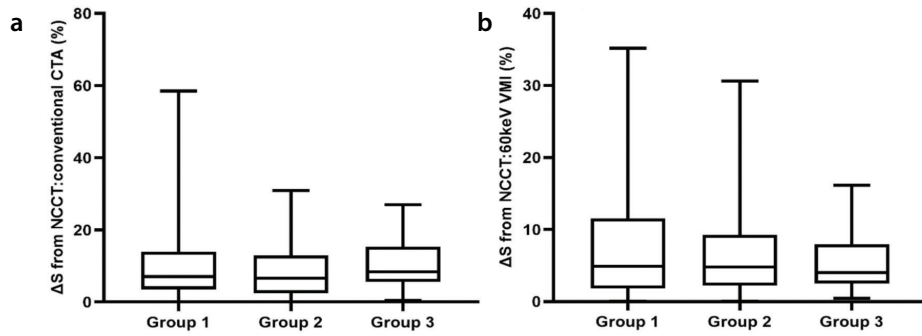 a
ΔS from NCCT:conventional CTA (%)
80
60
40
20
0
Group 1 Group 2 Group 3
b
ΔS from NCCT:60keV VMI (%)
40
30
20
10
0
Group 1 Group 2 Group 3